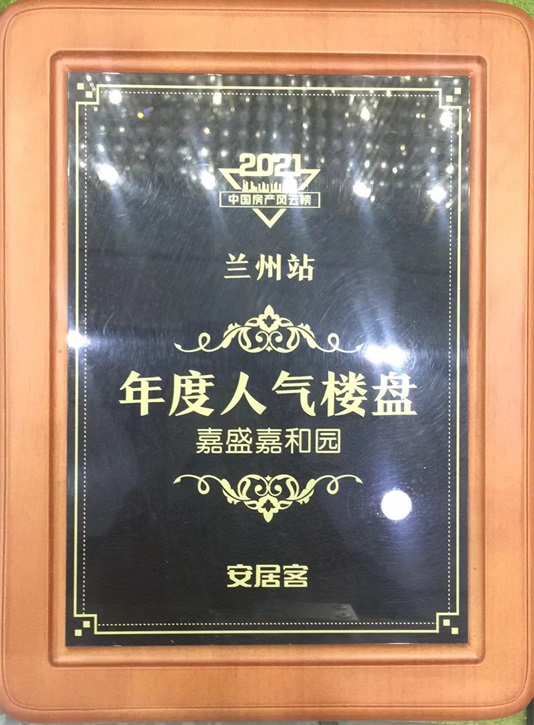 2021
中国房产风云榜
兰州站
年度人气楼盘
嘉盛嘉和园
安居客